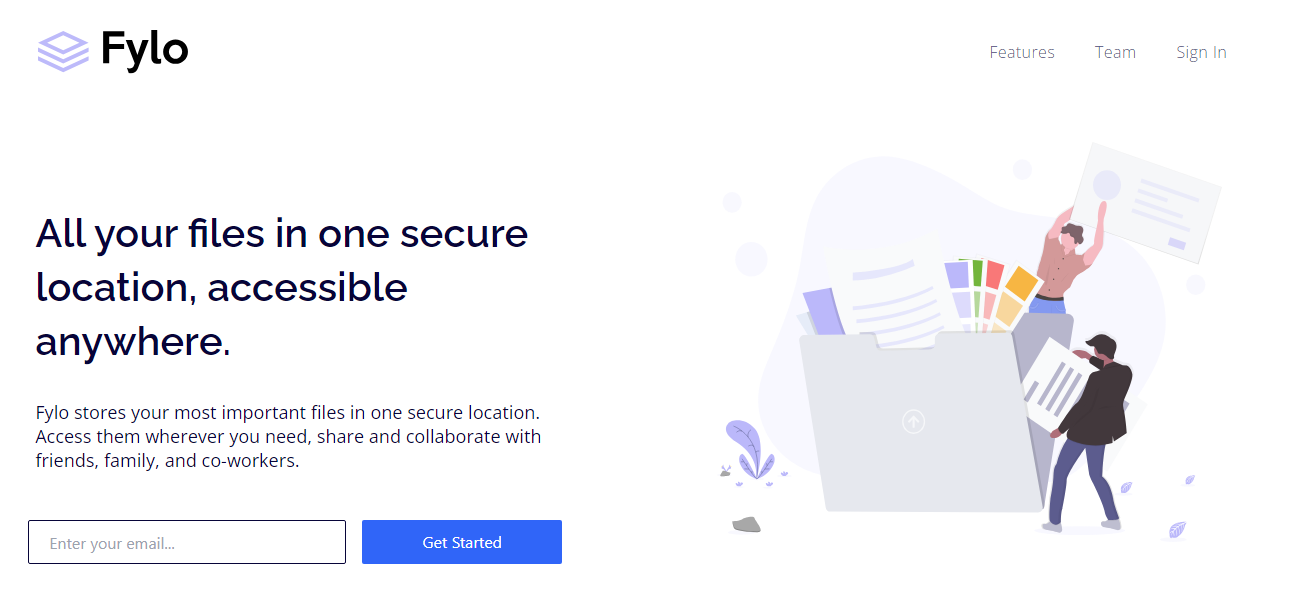 Fylo
Features
Team
Sign In
All your files in one secure
location, accessible
anywhere.
Fylo stores your most important files in one secure location.
Access them wherever you need, share and collaborate with
friends, family, and co-workers.
Enter your email...
Get Started